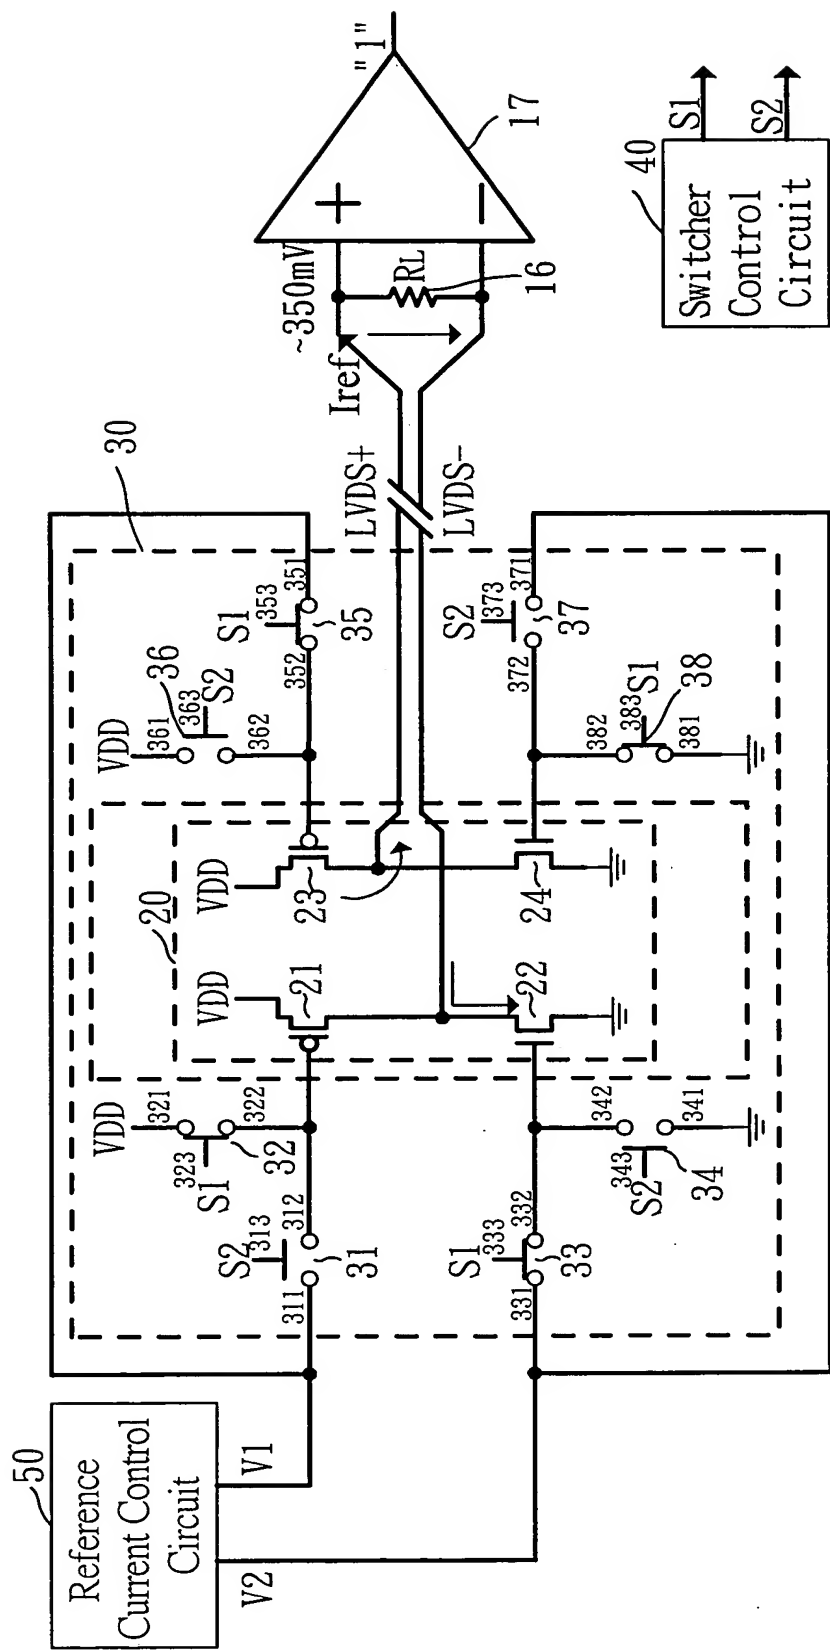 50
Reference
Current Control
Circuit
V1
V2
30
VDD
321
322
323
S1
32
S2
313
311
312
31
20
VDD
21
VDD
23
VDD
36
361
363
S2
362
S1
353
352
351
35
S1
333
331
332
33
342
341
343
S2
34
22
24
S2
373
372
371
37
382
383
S1
381
38
LVDS+
LVDS-
Iref
~350mV
RL
16
+
−
17
"1"
40
Switcher
Control
Circuit
S1
S2